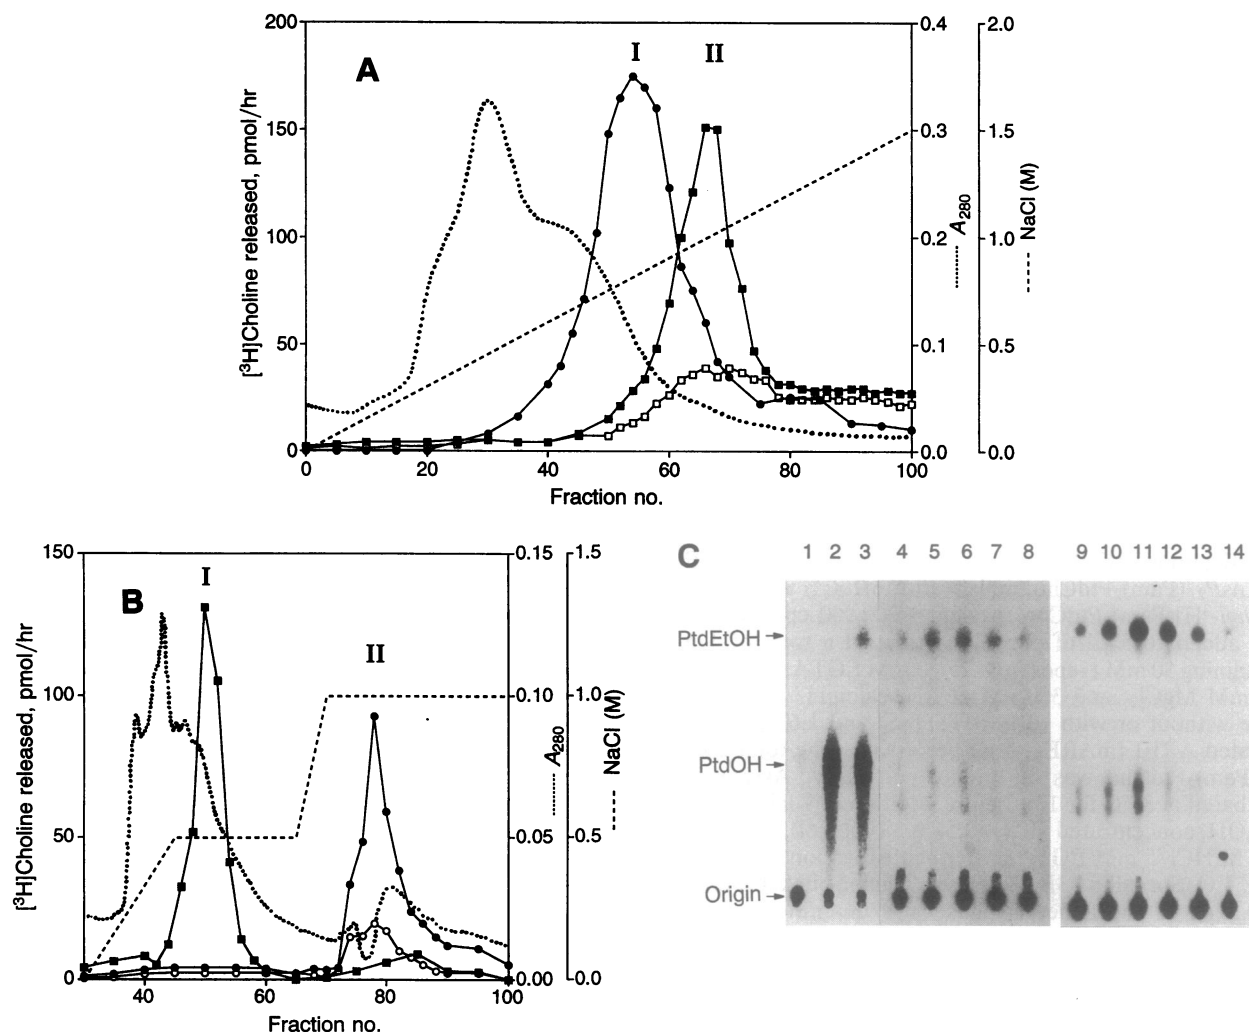 A
I
II
200
150
100
50
0
[³H]Choline released, pmol/hr
0 20 40 60 80 100
Fraction no.
0.4
0.3
0.2
0.1
0.0
A280
2.0
1.5
1.0
0.5
0.0
NaCl (M)
B
I
II
150
100
50
0
[³H]Choline released, pmol/hr
40 60 80 100
Fraction no.
0.15
0.10
0.05
0.00
A280
1.5
1.0
0.5
0.0
NaCl (M)
C
1 2 3 4 5 6 7 8 9 10 11 12 13 14
PtdEtOH
PtdOH
Origin